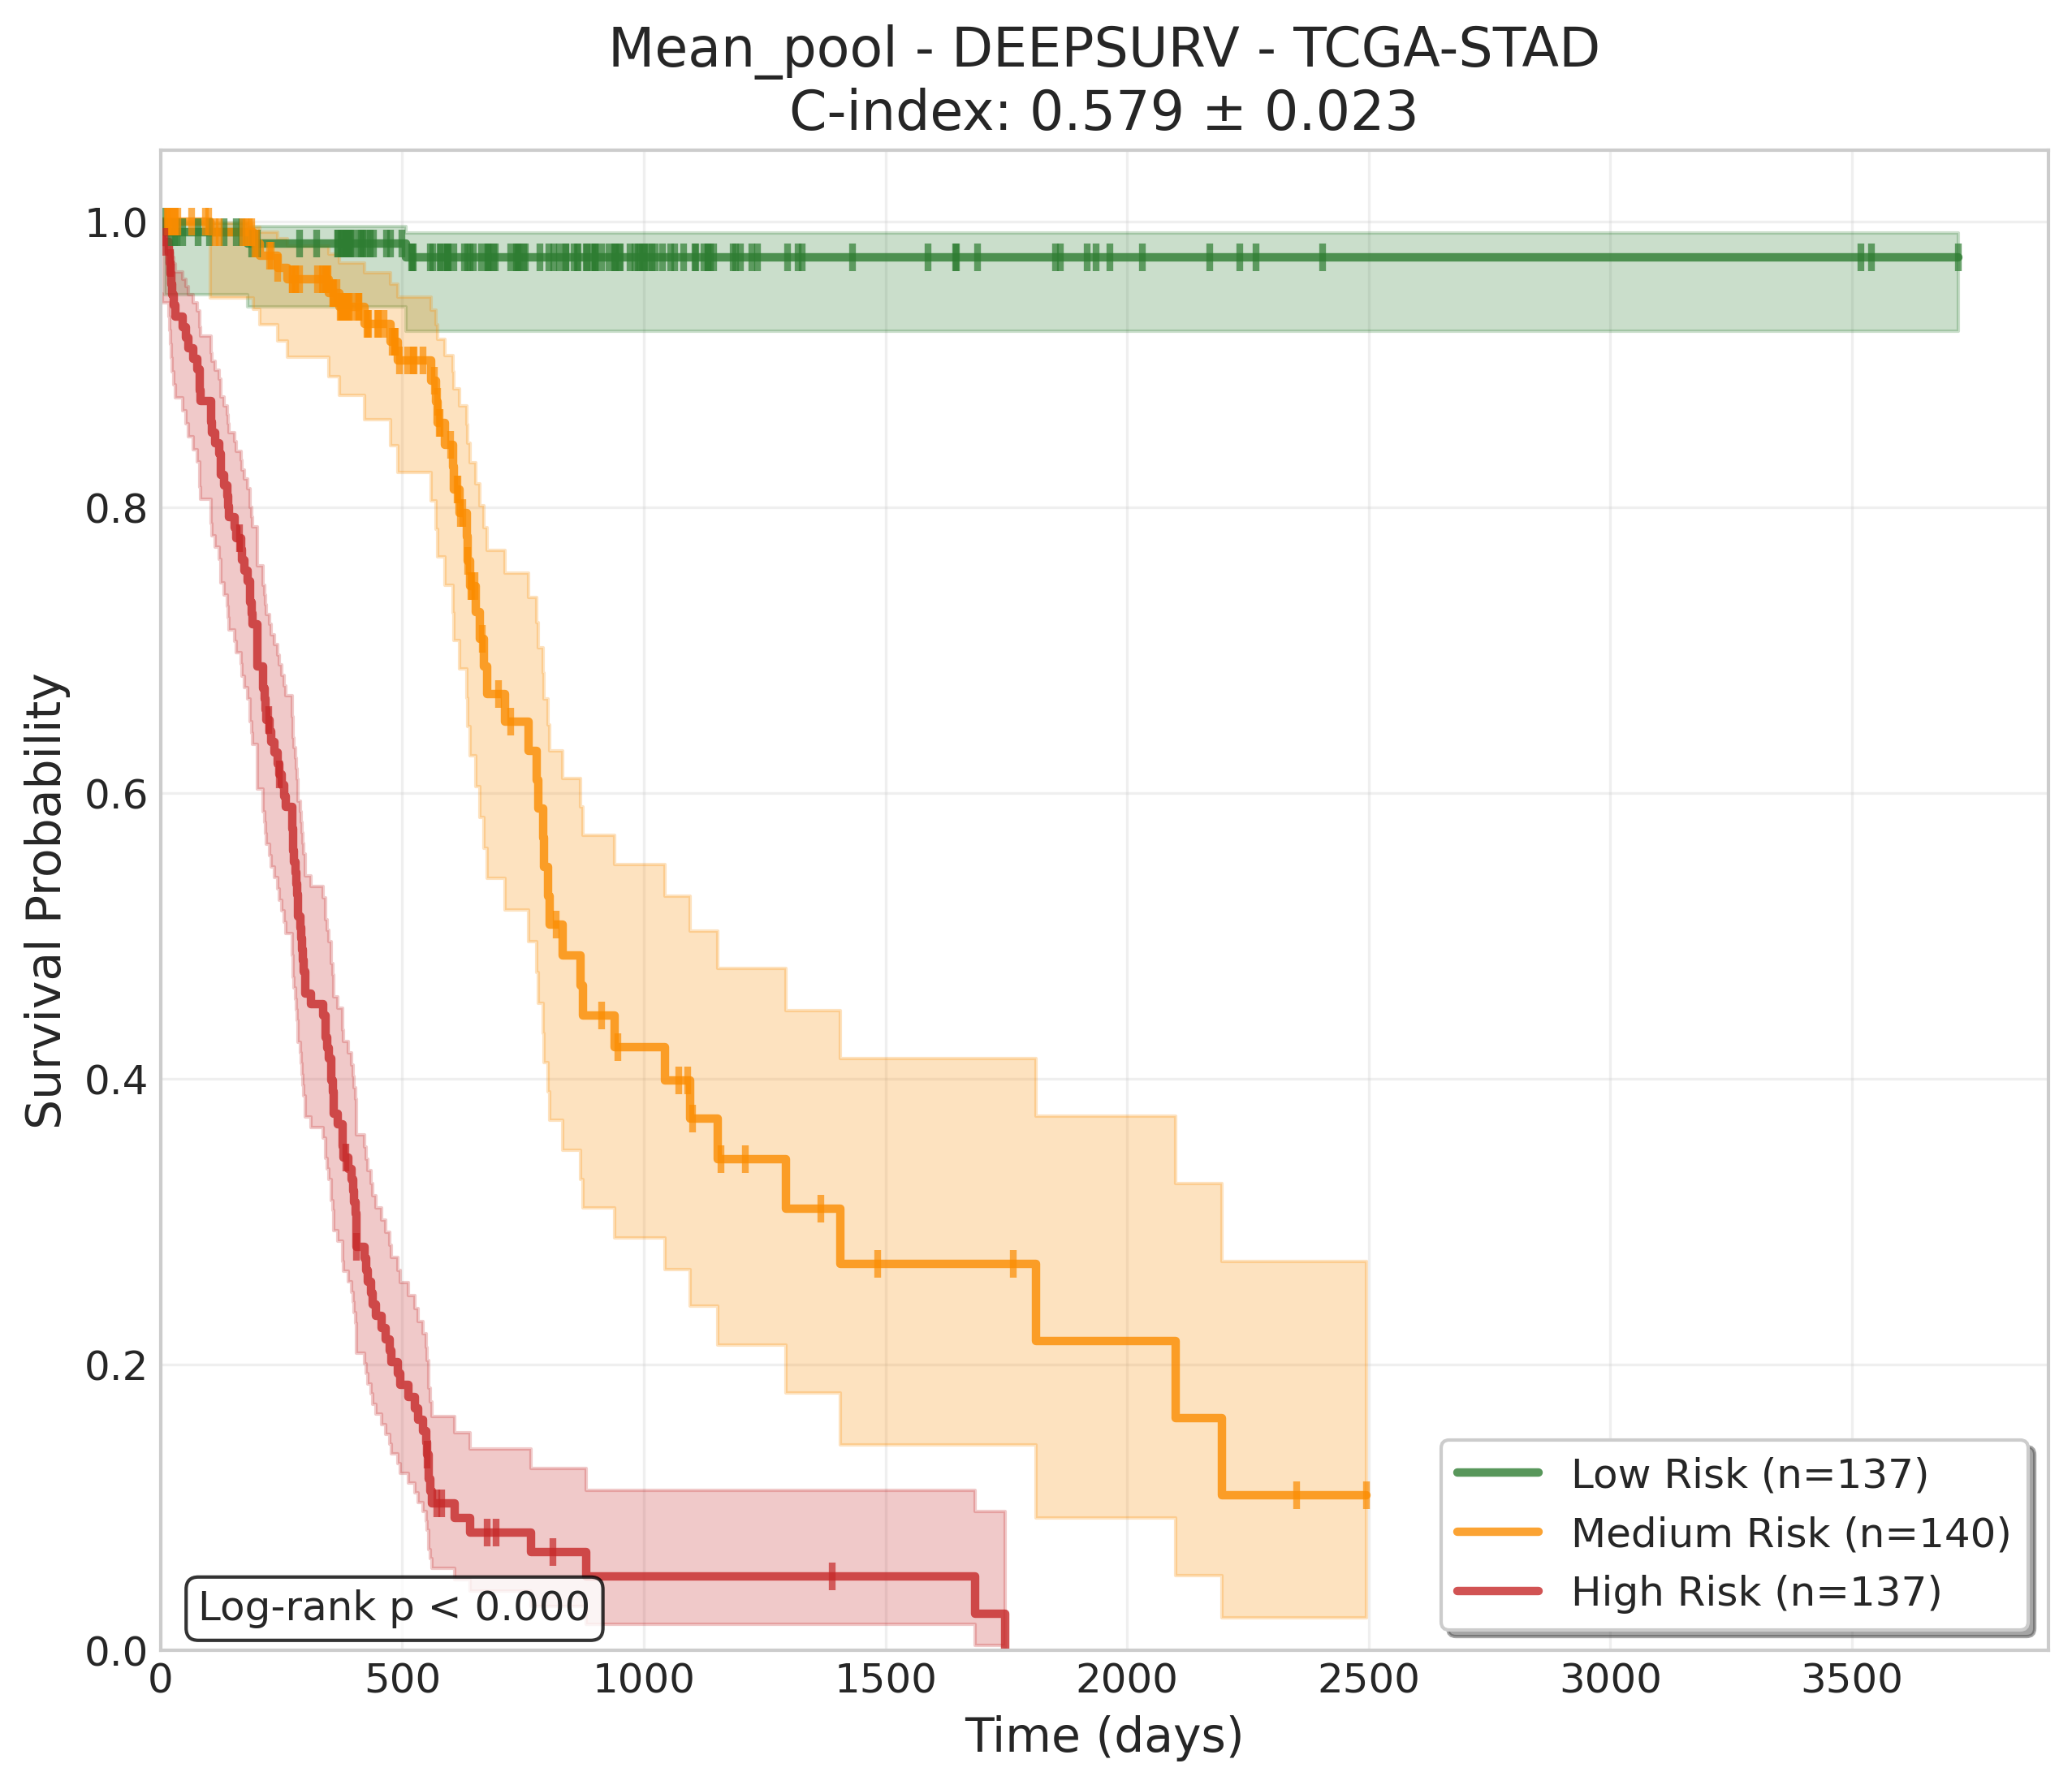 Mean_pool - DEEPSURV - TCGA-STAD
C-index: 0.579 ± 0.023
Survival Probability
1.0
0.8
0.6
0.4
0.2
0.0
Log-rank p < 0.000
Low Risk (n=137)
Medium Risk (n=140)
High Risk (n=137)
0 500 1000 1500 2000 2500 3000 3500
Time (days)